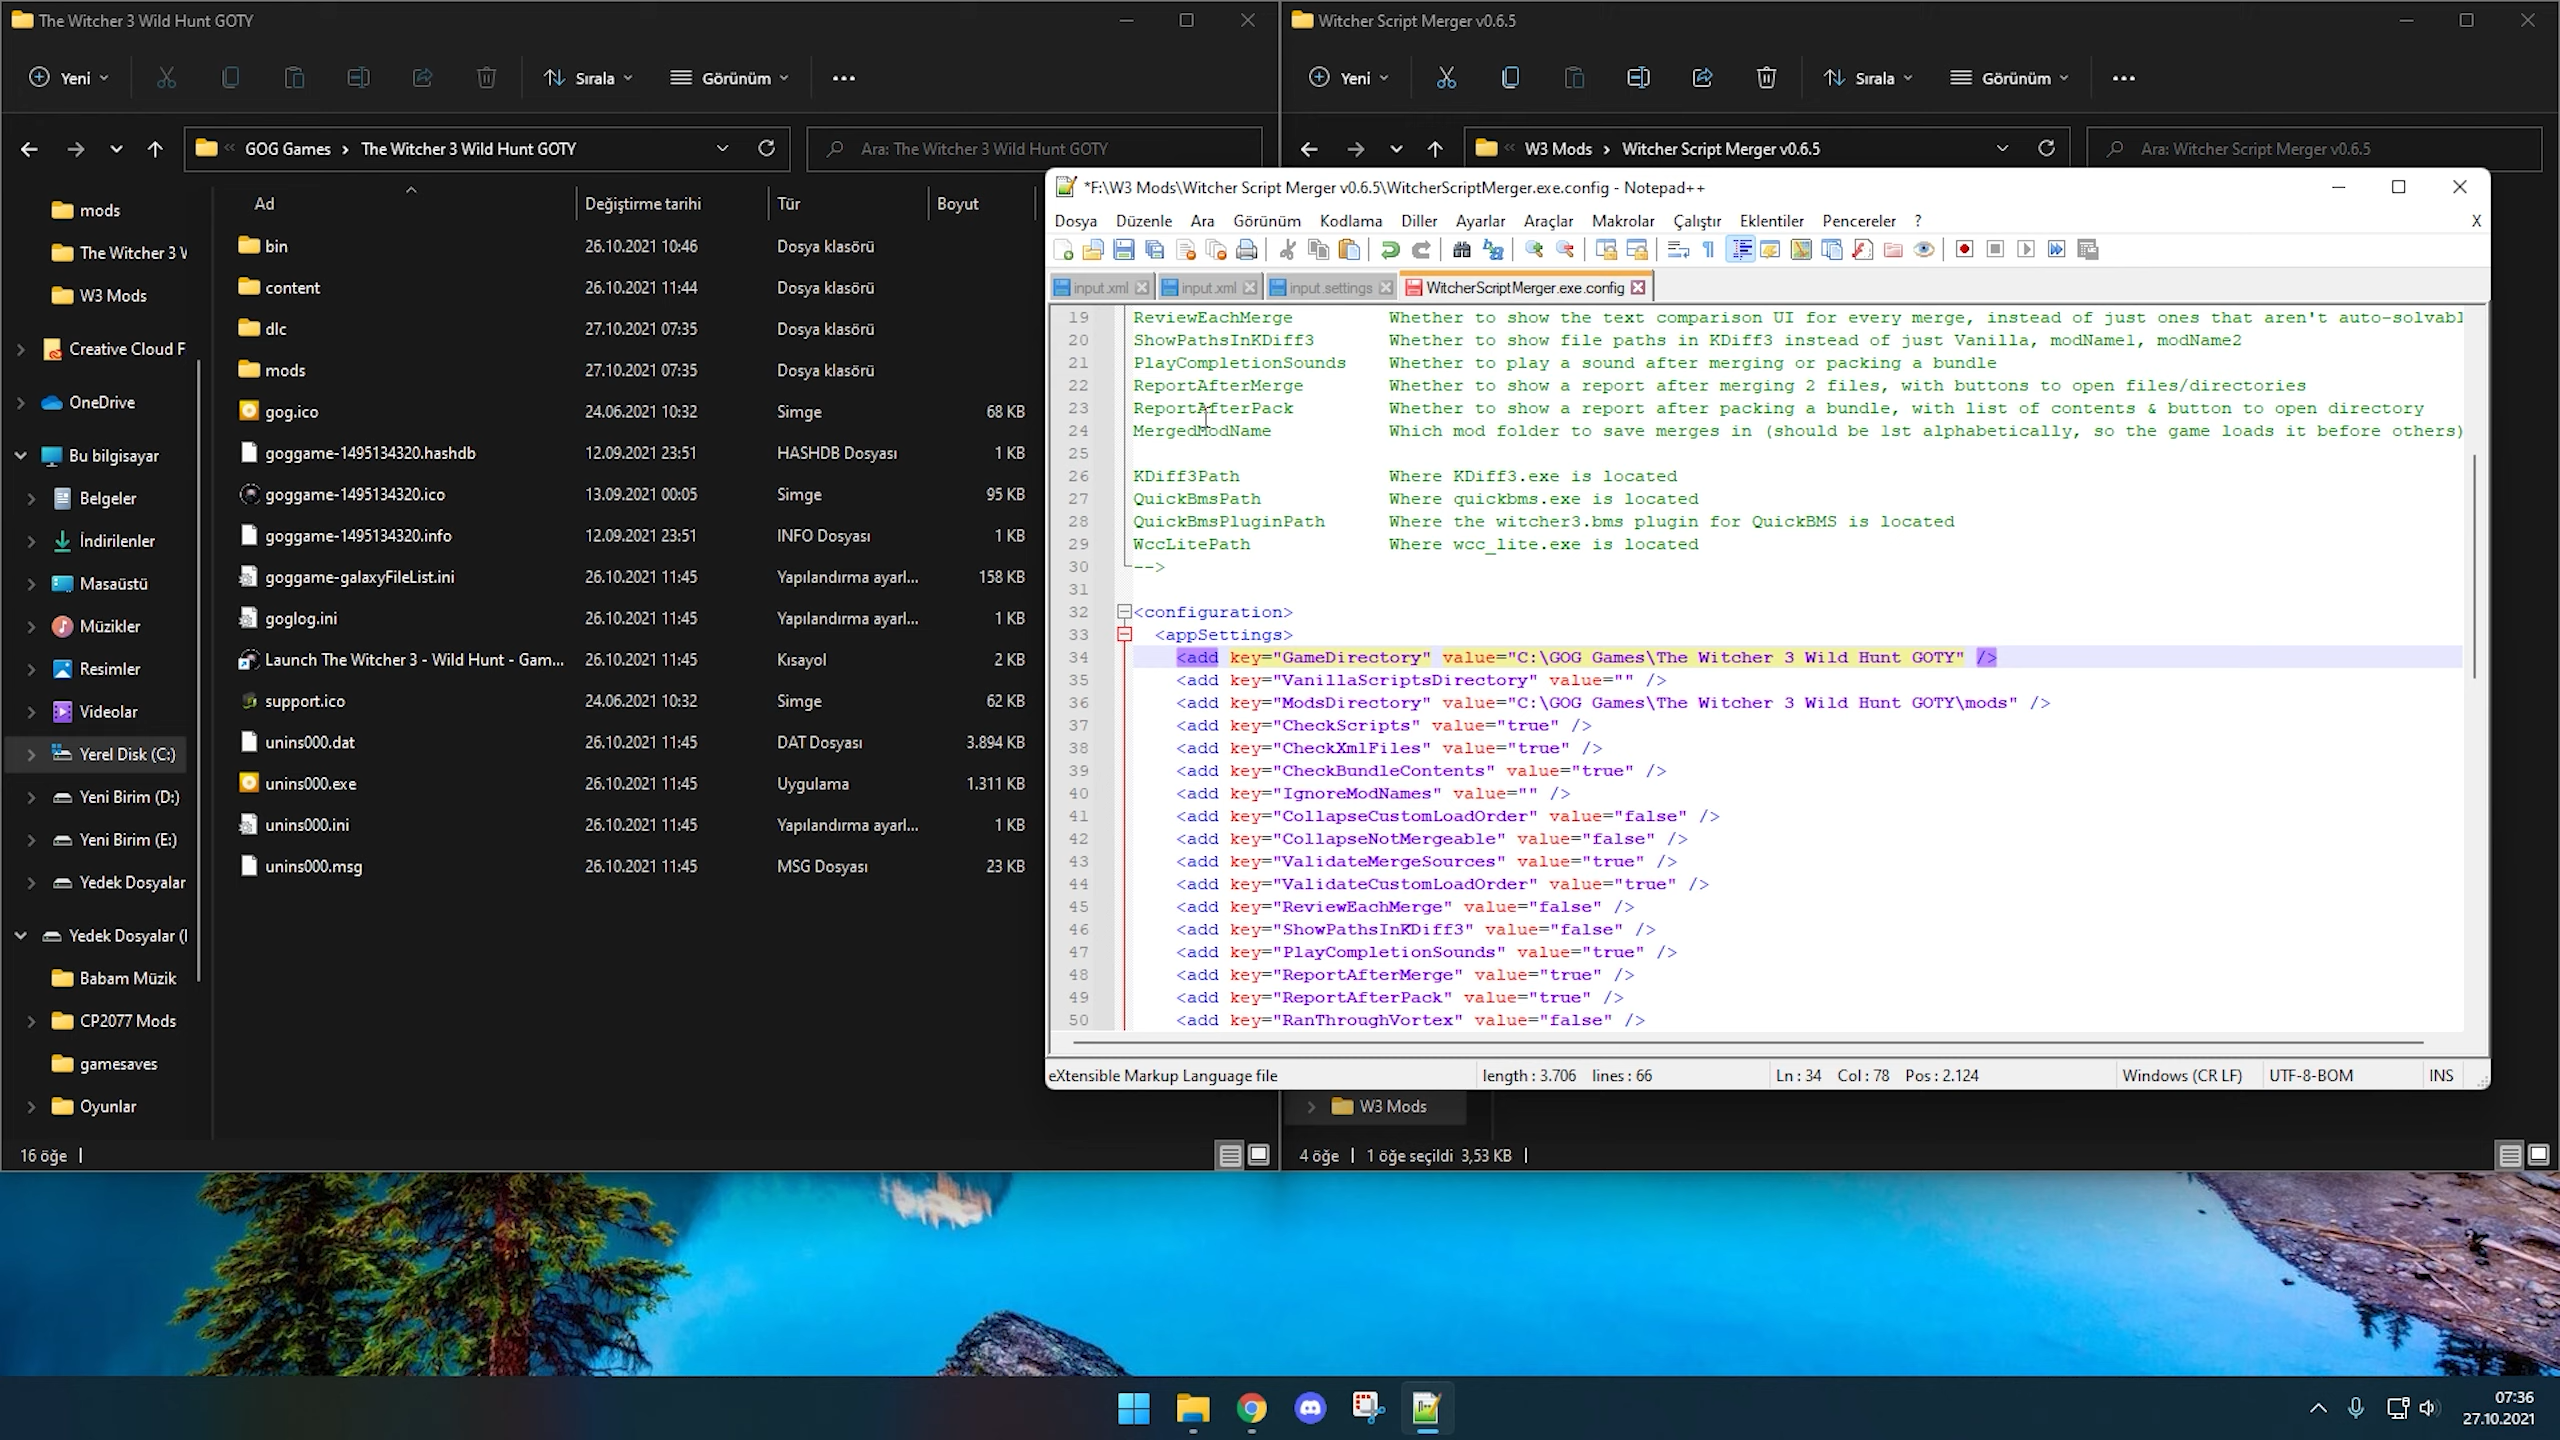 The Witcher 3 Wild Hunt GOTY
Yeni
Sırala
Görünüm
GOG Games > The Witcher 3 Wild Hunt GOTY
Ara: The Witcher 3 Wild Hunt GOTY
mods
The Witcher 3 W
W3 Mods
Creative Cloud F
OneDrive
Bu bilgisayar
Belgeler
İndirilenler
Masaüstü
Müzikler
Resimler
Videolar
Yerel Disk (C:)
Yeni Birim (D:)
Yeni Birim (E:)
Yedek Dosyalar
Yedek Dosyalar (
Babam Müzik
CP2077 Mods
gamesaves
Oyunlar
Ad Değiştirme tarihi Tür Boyut
bin 26.10.2021 10:46 Dosya klasörü
content 26.10.2021 11:44 Dosya klasörü
dlc 27.10.2021 07:35 Dosya klasörü
mods 27.10.2021 07:35 Dosya klasörü
gog.ico 24.06.2021 10:32 Simge 68 KB
goggame-1495134320.hashdb 12.09.2021 23:51 HASHDB Dosyası 1 KB
goggame-1495134320.ico 13.09.2021 00:05 Simge 95 KB
goggame-1495134320.info 12.09.2021 23:51 INFO Dosyası 1 KB
goggame-galaxyFileList.ini 26.10.2021 11:45 Yapılandırma ayarl... 158 KB
goglog.ini 26.10.2021 11:45 Yapılandırma ayarl... 1 KB
Launch The Witcher 3 - Wild Hunt - Gam... 26.10.2021 11:45 Kısayol 2 KB
support.ico 24.06.2021 10:32 Simge 62 KB
unins000.dat 26.10.2021 11:45 DAT Dosyası 3.894 KB
unins000.exe 26.10.2021 11:45 Uygulama 1.311 KB
unins000.ini 26.10.2021 11:45 Yapılandırma ayarl... 1 KB
unins000.msg 26.10.2021 11:45 MSG Dosyası 23 KB
16 öğe
Witcher Script Merger v0.6.5
Yeni
Sırala
Görünüm
W3 Mods > Witcher Script Merger v0.6.5
Ara: Witcher Script Merger v0.6.5
*F:\W3 Mods\Witcher Script Merger v0.6.5\WitcherScriptMerger.exe.config - Notepad++
Dosya Düzenle Ara Görünüm Kodlama Diller Ayarlar Araçlar Makrolar Çalıştır Eklentiler Pencereler ? X
input.xml input.xml input.settings WitcherScriptMerger.exe.config
19 ReviewEachMerge Whether to show the text comparison UI for every merge, instead of just ones that aren't auto-solvabl
20 ShowPathsInKDiff3 Whether to show file paths in KDiff3 instead of just Vanilla, modName1, modName2
21 PlayCompletionSounds Whether to play a sound after merging or packing a bundle
22 ReportAfterMerge Whether to show a report after merging 2 files, with buttons to open files/directories
23 ReportAfterPack Whether to show a report after packing a bundle, with list of contents & button to open directory
24 MergedModName Which mod folder to save merges in (should be 1st alphabetically, so the game loads it before others)
25
26 KDiff3Path Where KDiff3.exe is located
27 QuickBmsPath Where quickbms.exe is located
28 QuickBmsPluginPath Where the witcher3.bms plugin for QuickBMS is located
29 WccLitePath Where wcc_lite.exe is located
30 -->
31
32 <configuration>
33 <appSettings>
34 <add key="GameDirectory" value="C:\GOG Games\The Witcher 3 Wild Hunt GOTY" />
35 <add key="VanillaScriptsDirectory" value="" />
36 <add key="ModsDirectory" value="C:\GOG Games\The Witcher 3 Wild Hunt GOTY\mods" />
37 <add key="CheckScripts" value="true" />
38 <add key="CheckXmlFiles" value="true" />
39 <add key="CheckBundleContents" value="true" />
40 <add key="IgnoreModNames" value="" />
41 <add key="CollapseCustomLoadOrder" value="false" />
42 <add key="CollapseNotMergeable" value="false" />
43 <add key="ValidateMergeSources" value="true" />
44 <add key="ValidateCustomLoadOrder" value="true" />
45 <add key="ReviewEachMerge" value="false" />
46 <add key="ShowPathsInKDiff3" value="false" />
47 <add key="PlayCompletionSounds" value="true" />
48 <add key="ReportAfterMerge" value="true" />
49 <add key="ReportAfterPack" value="true" />
50 <add key="RanThroughVortex" value="false" />
eXtensible Markup Language file length : 3.706 lines : 66 Ln : 34 Col : 78 Pos : 2.124 Windows (CR LF) UTF-8-BOM INS
W3 Mods
4 öğe 1 öğe seçildi 3,53 KB
07:36
27.10.2021